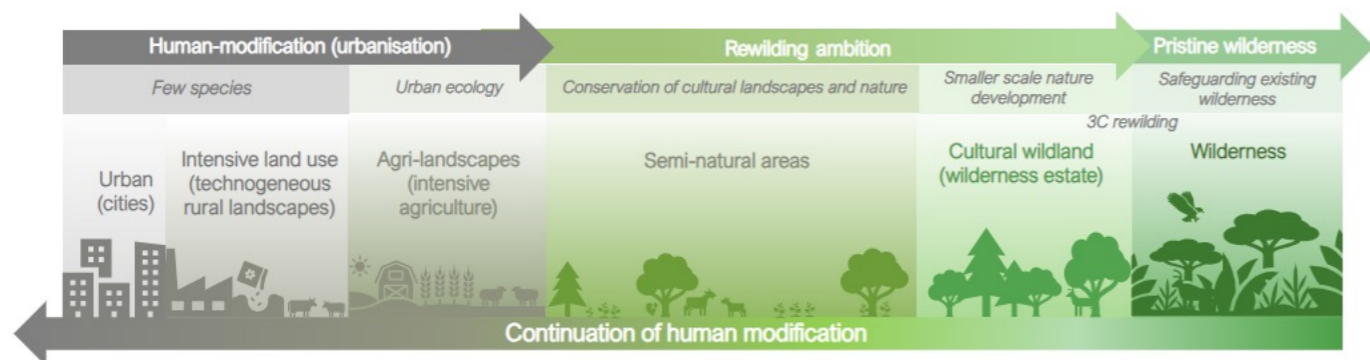 Human-modification (urbanisation)
Rewilding ambition
Pristine wilderness
Few species
Urban ecology
Conservation of cultural landscapes and nature
Smaller scale nature
development
Safeguarding existing
wilderness
3C rewilding
Urban
(cities)
Intensive land use
(technogeneous
rural landscapes)
Agri-landscapes
(intensive
agriculture)
Semi-natural areas
Cultural wildland
(wilderness estate)
Wilderness
Continuation of human modification